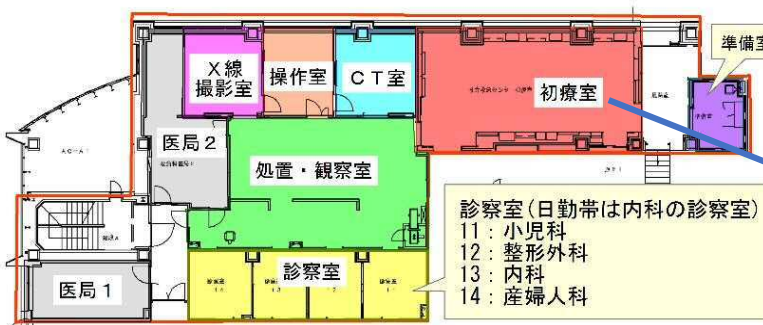 準備室
X線
撮影室
操作室
CT室
初療室
医局2
処置・観察室
診察室(日勤帯は内科の診察室)
11:小児科
12:整形外科
13:内科
14:産婦人科
診察室
医局1